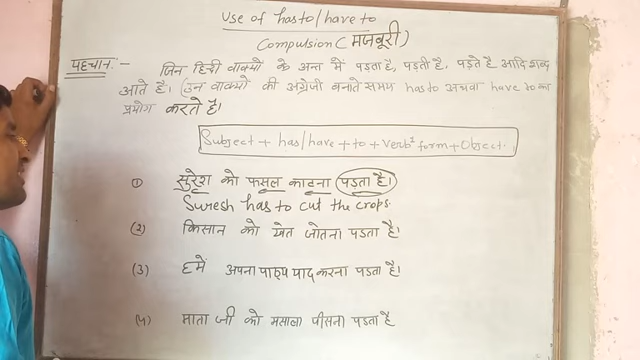 Use of has to/have to
Compulsion (मजबूरी)
पहचान:- जिन हिन्दी वाक्यों के अन्त में पड़ता है, पड़ती है, पड़ते है आदि शब्द
आते है। (उन वाक्यों की अंग्रेजी बनाते समय has to अथवा have to का
प्रयोग करते है।
Subject + has/have + to + verb¹ form + Object.
① सुरेश को फसल काटना पड़ता है।
Suresh has to cut the crops.
(2) किसान को खेत जोतना पड़ता है।
(3) हमें अपना पाठ याद करना पड़ता है।
(4) माता जी को मसाला पीसना पड़ता है